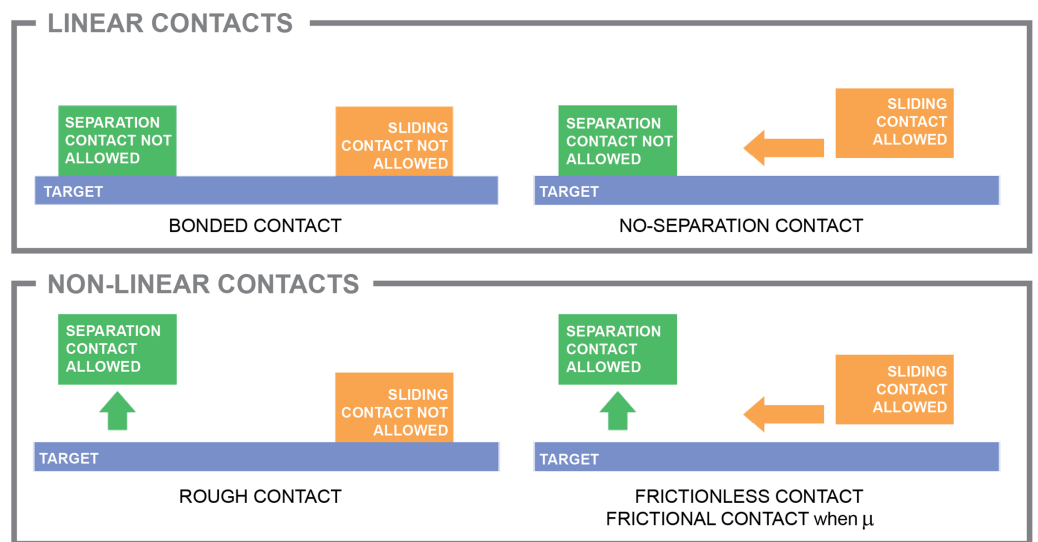 LINEAR CONTACTS
SEPARATION
CONTACT NOT
ALLOWED
SLIDING
CONTACT NOT
ALLOWED
TARGET
BONDED CONTACT
SEPARATION
CONTACT NOT
ALLOWED
SLIDING
CONTACT
ALLOWED
TARGET
NO-SEPARATION CONTACT
NON-LINEAR CONTACTS
SEPARATION
CONTACT
ALLOWED
SLIDING
CONTACT NOT
ALLOWED
TARGET
ROUGH CONTACT
SEPARATION
CONTACT
ALLOWED
SLIDING
CONTACT
ALLOWED
TARGET
FRICTIONLESS CONTACT
FRICTIONAL CONTACT when μ